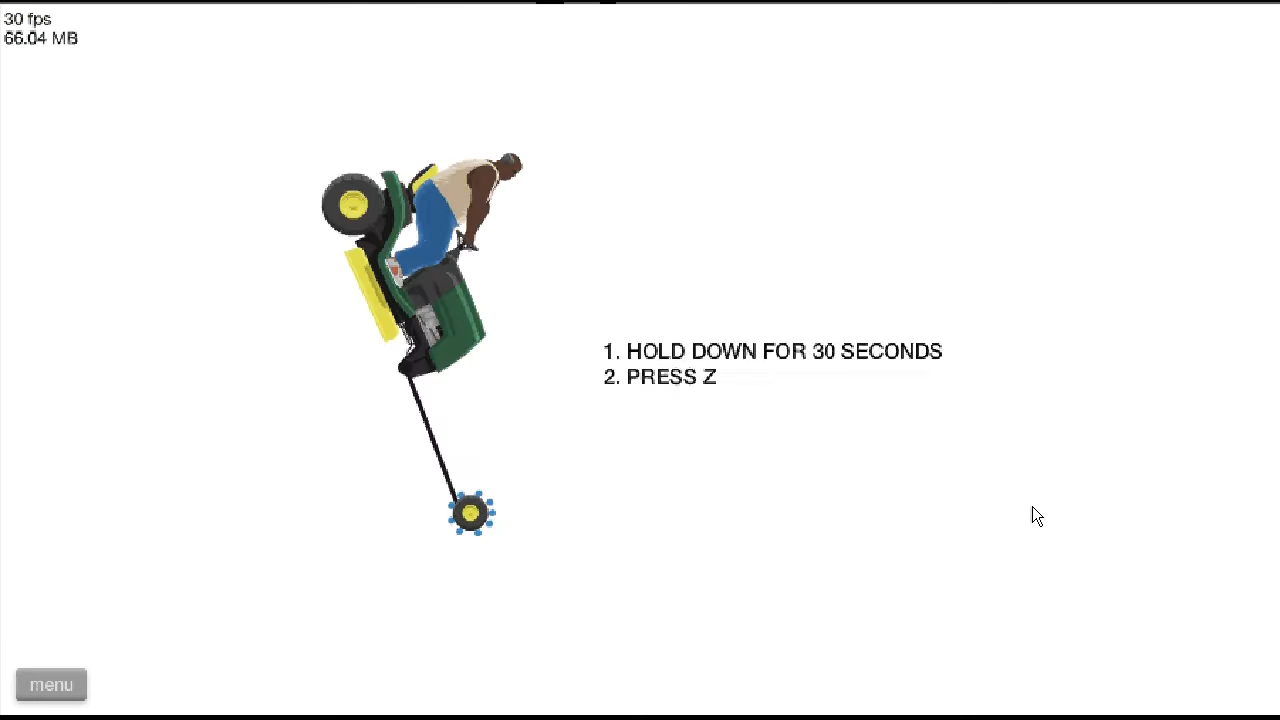 30 fps
66.04 MB
1. HOLD DOWN FOR 30 SECONDS
2. PRESS Z
menu